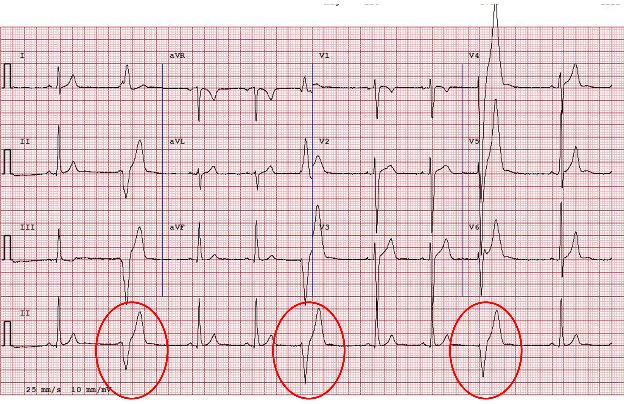 I aVR V1 V4
II aVL V2 V5
III aVF V3 V6
II
25 mm/s 10 mm/mV